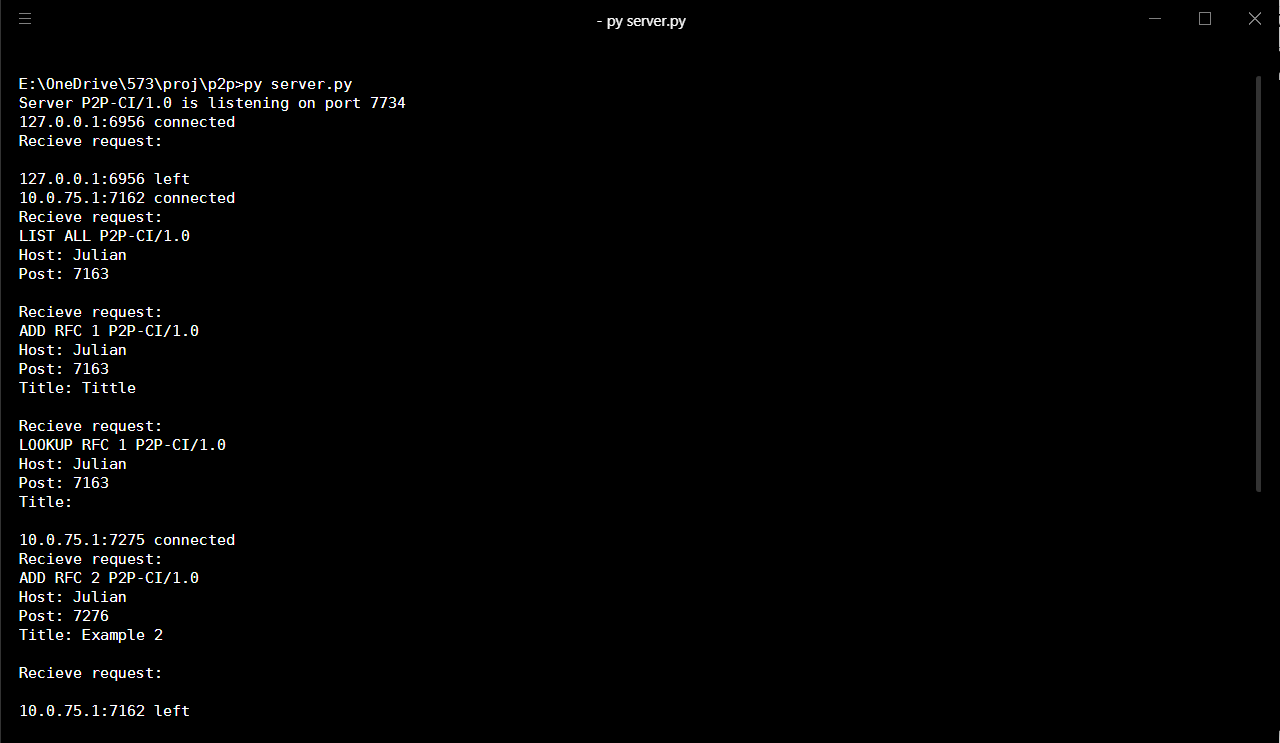 - py server.py
E:\OneDrive\573\proj\p2p>py server.py
Server P2P-CI/1.0 is listening on port 7734
127.0.0.1:6956 connected
Recieve request:
127.0.0.1:6956 left
10.0.75.1:7162 connected
Recieve request:
LIST ALL P2P-CI/1.0
Host: Julian
Post: 7163
Recieve request:
ADD RFC 1 P2P-CI/1.0
Host: Julian
Post: 7163
Title: Tittle
Recieve request:
LOOKUP RFC 1 P2P-CI/1.0
Host: Julian
Post: 7163
Title:
10.0.75.1:7275 connected
Recieve request:
ADD RFC 2 P2P-CI/1.0
Host: Julian
Post: 7276
Title: Example 2
Recieve request:
10.0.75.1:7162 left